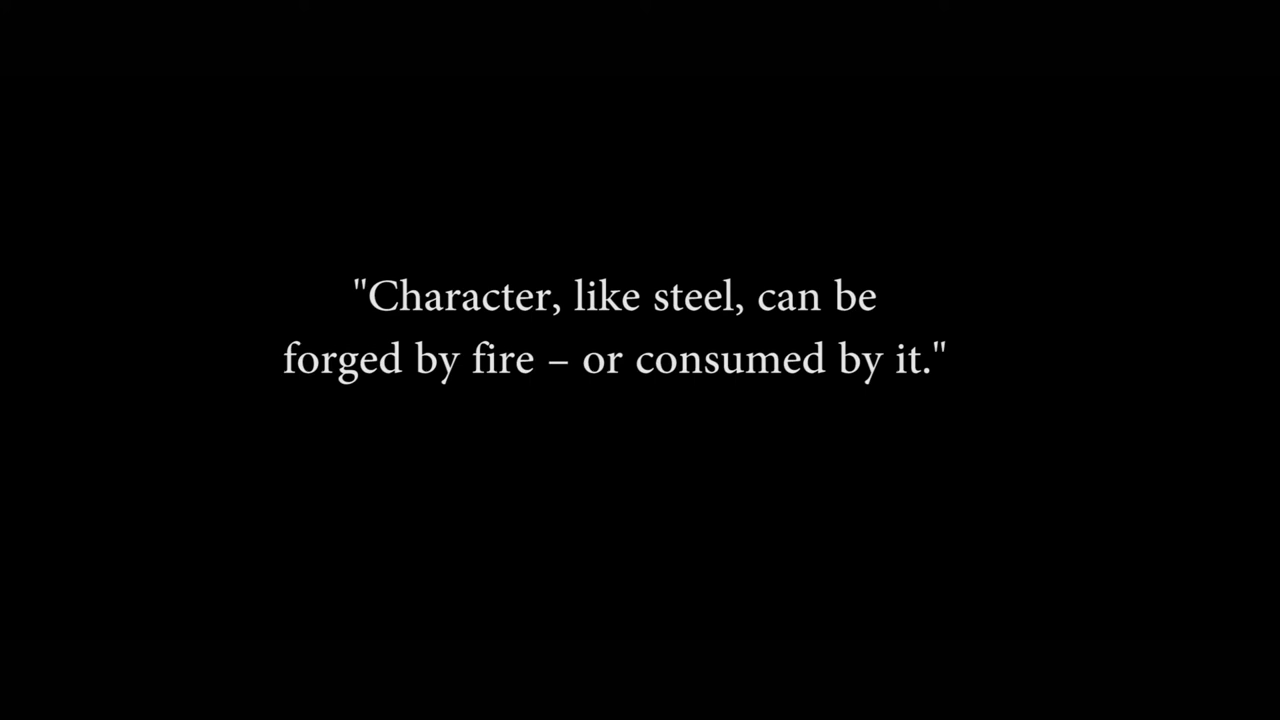 "Character, like steel, can be
forged by fire – or consumed by it."